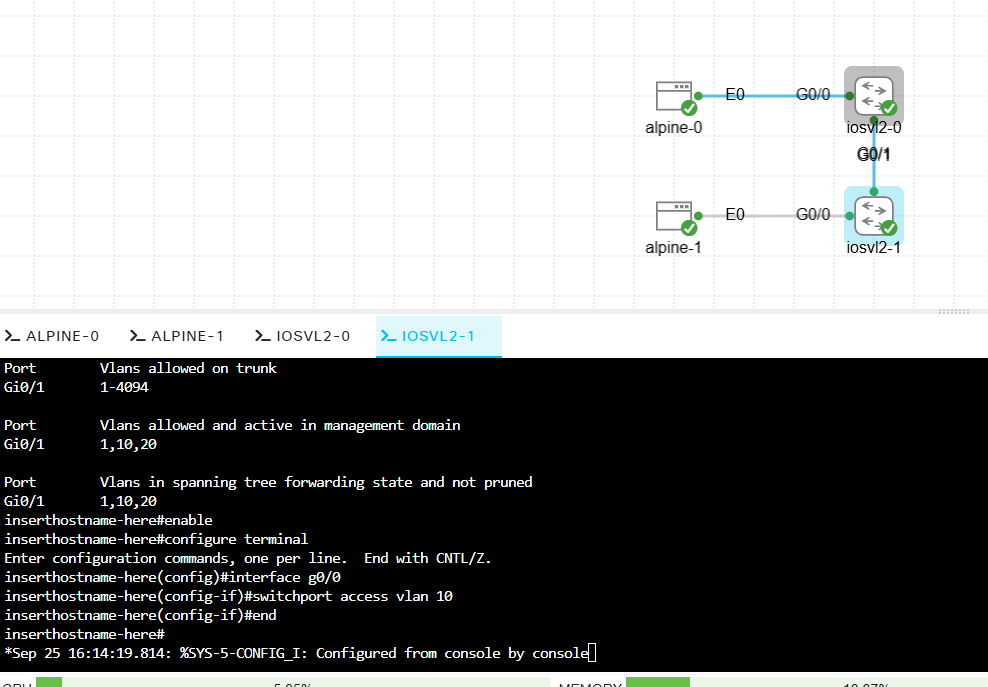 E0 G0/0
alpine-0 iosvl2-0
G0/1
E0 G0/0
alpine-1 iosvl2-1
ALPINE-0 ALPINE-1 IOSVL2-0 IOSVL2-1
Port Vlans allowed on trunk
Gi0/1 1-4094
Port Vlans allowed and active in management domain
Gi0/1 1,10,20
Port Vlans in spanning tree forwarding state and not pruned
Gi0/1 1,10,20
inserthostname-here#enable
inserthostname-here#configure terminal
Enter configuration commands, one per line.  End with CNTL/Z.
inserthostname-here(config)#interface g0/0
inserthostname-here(config-if)#switchport access vlan 10
inserthostname-here(config-if)#end
inserthostname-here#
*Sep 25 16:14:19.814: %SYS-5-CONFIG_I: Configured from console by console